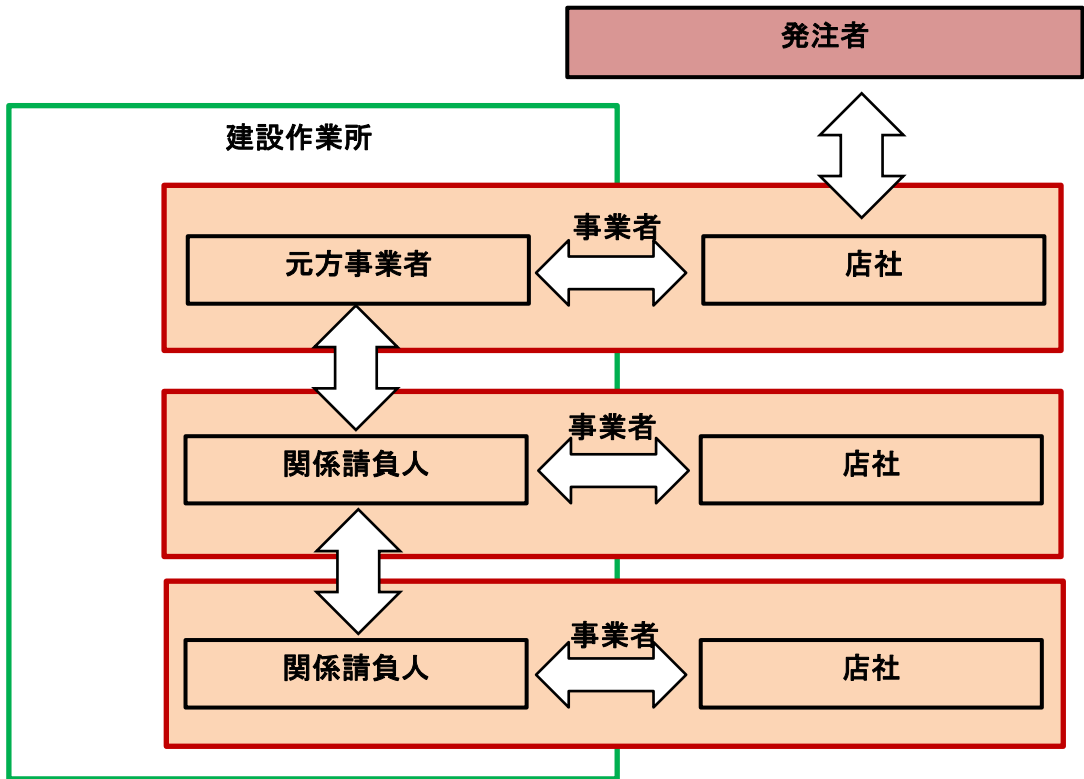 発注者
建設作業所
事業者
元方事業者
店社
事業者
関係請負人
店社
事業者
関係請負人
店社